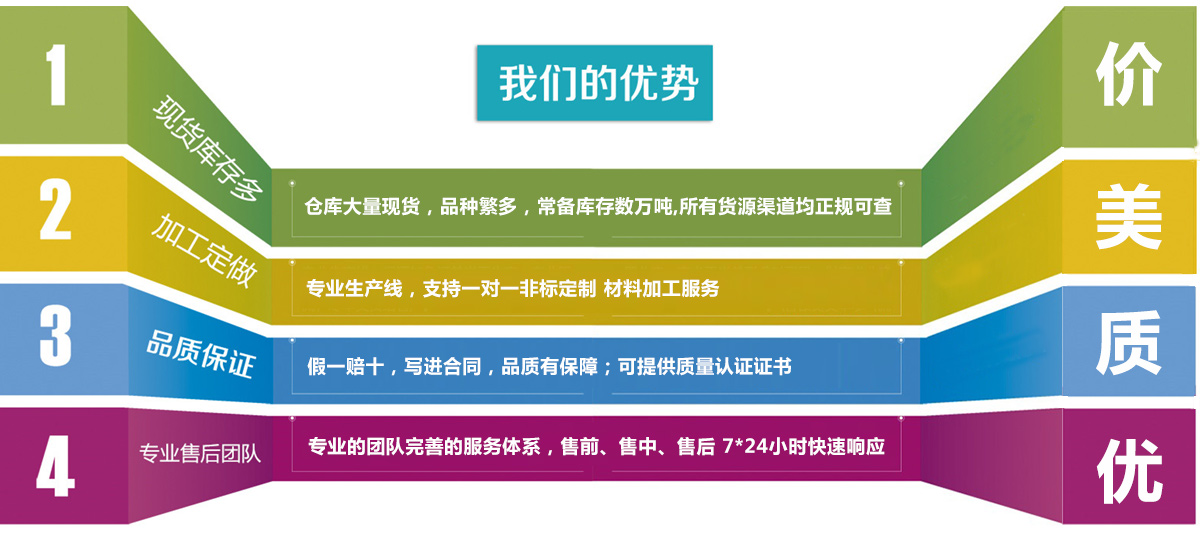 我们的优势
1
现货库存多
仓库大量现货，品种繁多，常备库存数万吨,所有货源渠道均正规可查
价
2
加工定做
专业生产线，支持一对一非标定制 材料加工服务
美
3
品质保证
假一赔十，写进合同，品质有保障；可提供质量认证证书
质
4
专业售后团队
专业的团队完善的服务体系，售前、售中、售后 7*24小时快速响应
优